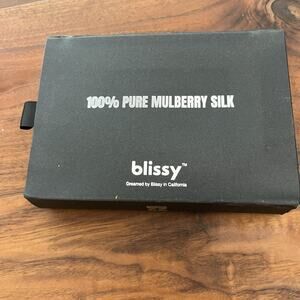 100% PURE MULBERRY SILK
blissy™
Dreamed by Blissy in California